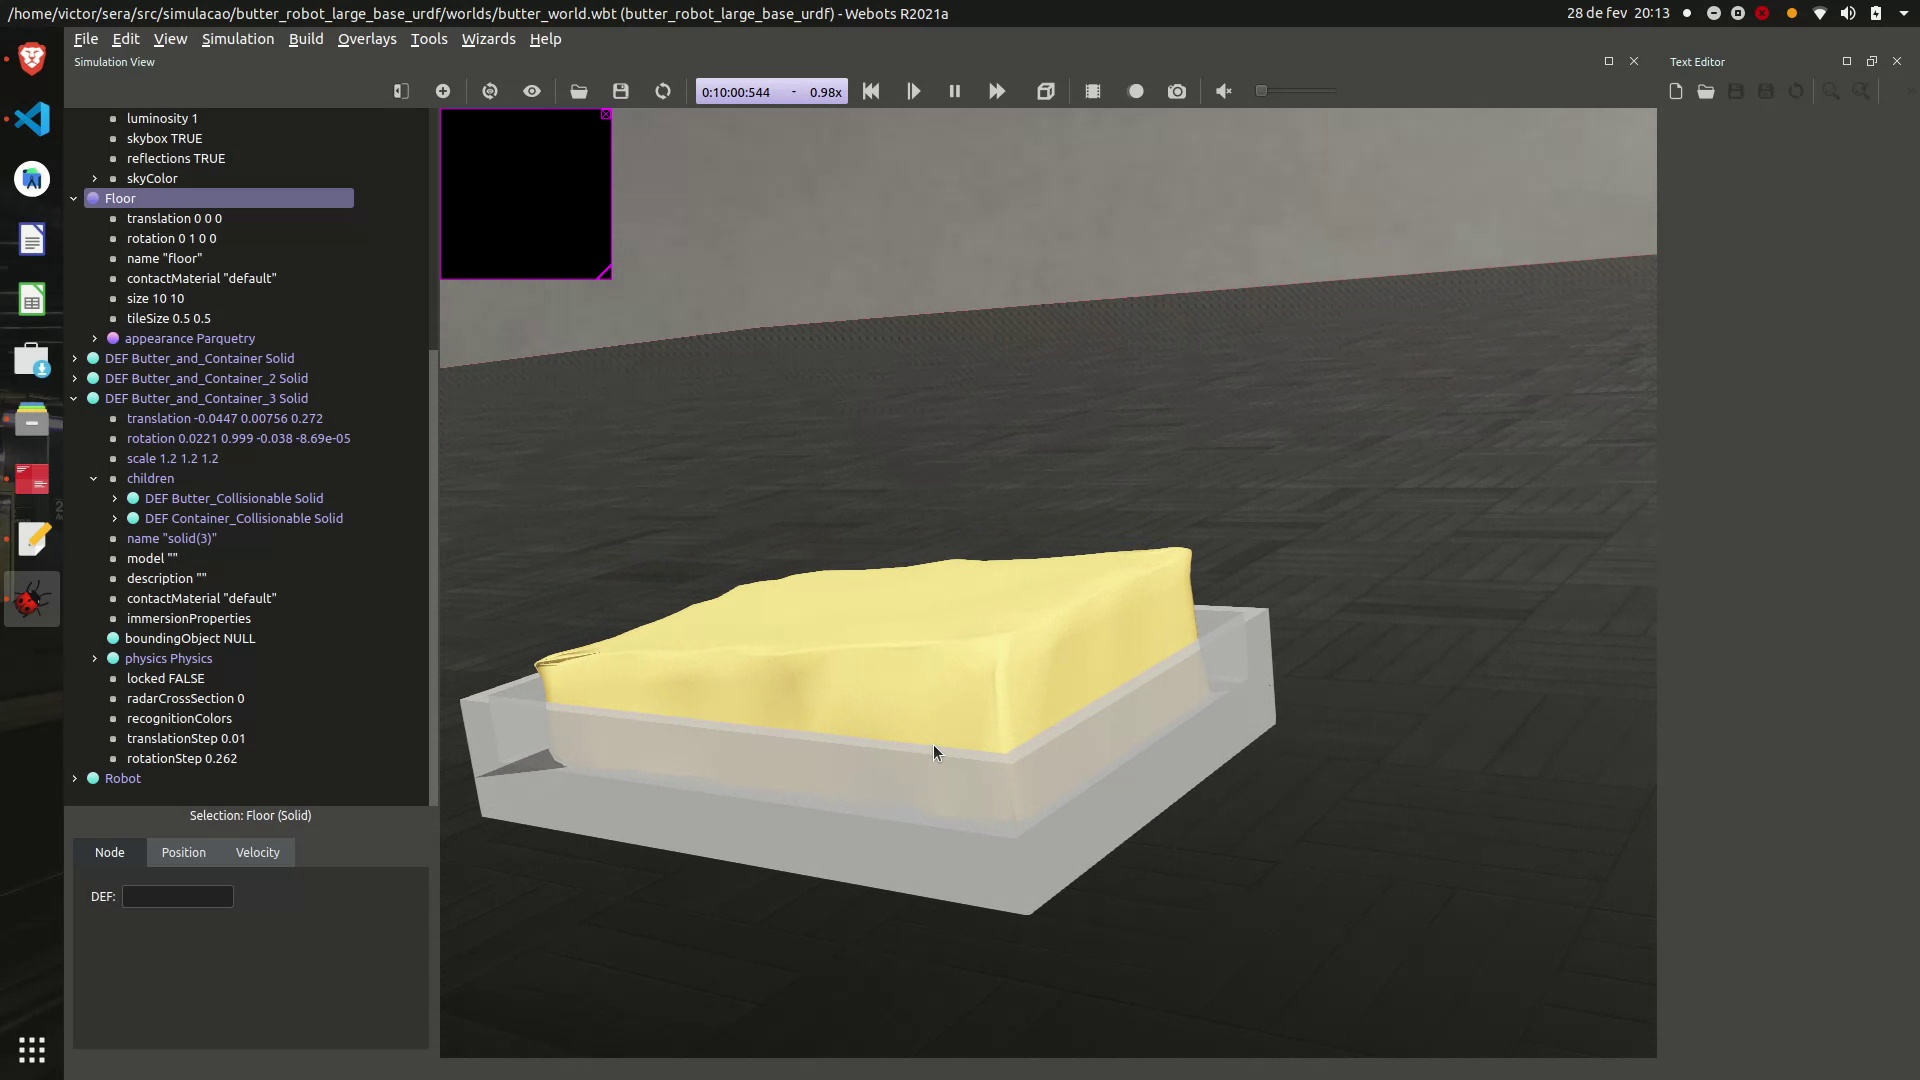 /home/victor/sera/src/simulacao/butter_robot_large_base_urdf/worlds/butter_world.wbt (butter_robot_large_base_urdf) - Webots R2021a
28 de fev  20:13
File Edit View Simulation Build Overlays Tools Wizards Help
Simulation View
Text Editor
0:10:00:544 - 0.98x
luminosity 1
skybox TRUE
reflections TRUE
skyColor
Floor
translation 0 0 0
rotation 0 1 0 0
name "floor"
contactMaterial "default"
size 10 10
tileSize 0.5 0.5
appearance Parquetry
DEF Butter_and_Container Solid
DEF Butter_and_Container_2 Solid
DEF Butter_and_Container_3 Solid
translation -0.0447 0.00756 0.272
rotation 0.0221 0.999 -0.038 -8.69e-05
scale 1.2 1.2 1.2
children
DEF Butter_Collisionable Solid
DEF Container_Collisionable Solid
name "solid(3)"
model ""
description ""
contactMaterial "default"
immersionProperties
boundingObject NULL
physics Physics
locked FALSE
radarCrossSection 0
recognitionColors
translationStep 0.01
rotationStep 0.262
Robot
Selection: Floor (Solid)
Node Position Velocity
DEF: